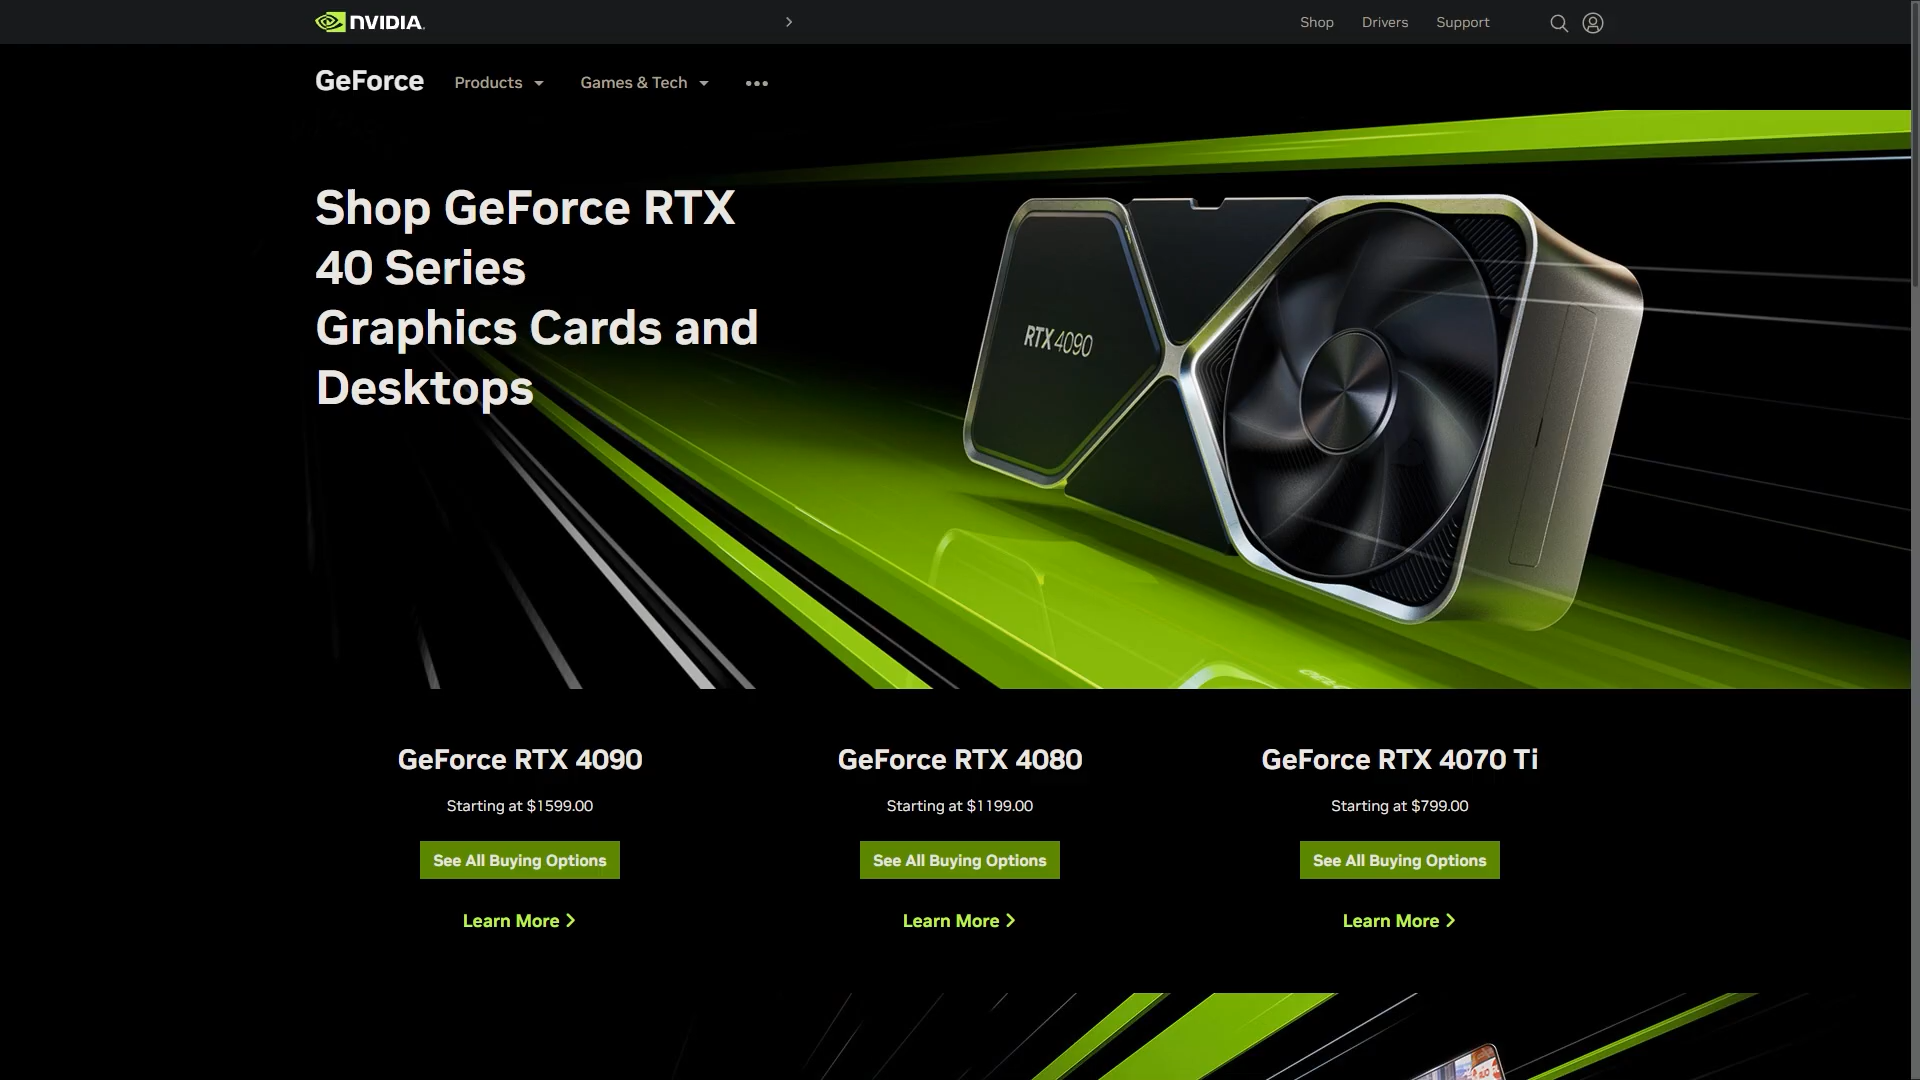 NVIDIA.
Shop Drivers Support
GeForce Products Games & Tech
Shop GeForce RTX
40 Series
Graphics Cards and
Desktops
RTX 4090
GeForce RTX 4090 GeForce RTX 4080 GeForce RTX 4070 Ti
Starting at $1599.00 Starting at $1199.00 Starting at $799.00
See All Buying Options See All Buying Options See All Buying Options
Learn More Learn More Learn More